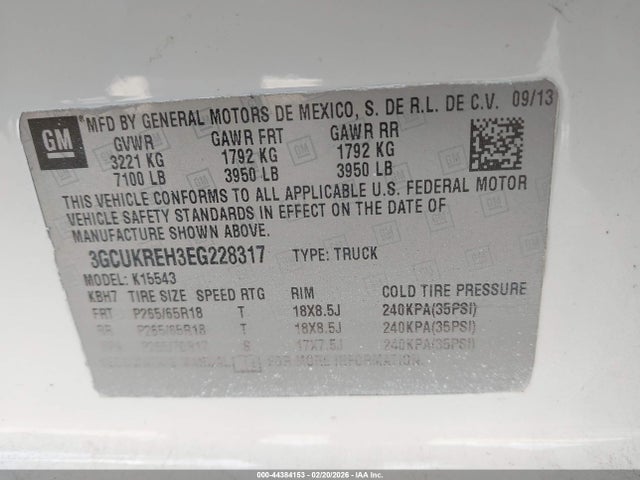 GM
MFD BY GENERAL MOTORS DE MEXICO, S. DE R.L. DE C.V. 09/13
GVWR GAWR FRT GAWR RR
3221 KG 1792 KG 1792 KG
7100 LB 3950 LB 3950 LB
THIS VEHICLE CONFORMS TO ALL APPLICABLE U.S. FEDERAL MOTOR
VEHICLE SAFETY STANDARDS IN EFFECT ON THE DATE OF
MANUFACTURE SHOWN ABOVE.
3GCUKREH3EG228317 TYPE: TRUCK
MODEL: K15543
KBH7 TIRE SIZE SPEED RTG RIM COLD TIRE PRESSURE
FRT P265/65R18 T 18X8.5J 240KPA(35PSI)
RR P265/65R18 T 18X8.5J 240KPA(35PSI)
P265/70R17 S 17X7.5J 240KPA(35PSI)
MANUAL FOR MORE INFORMATION.
000-44384153 - 02/20/2026 - IAA, Inc.